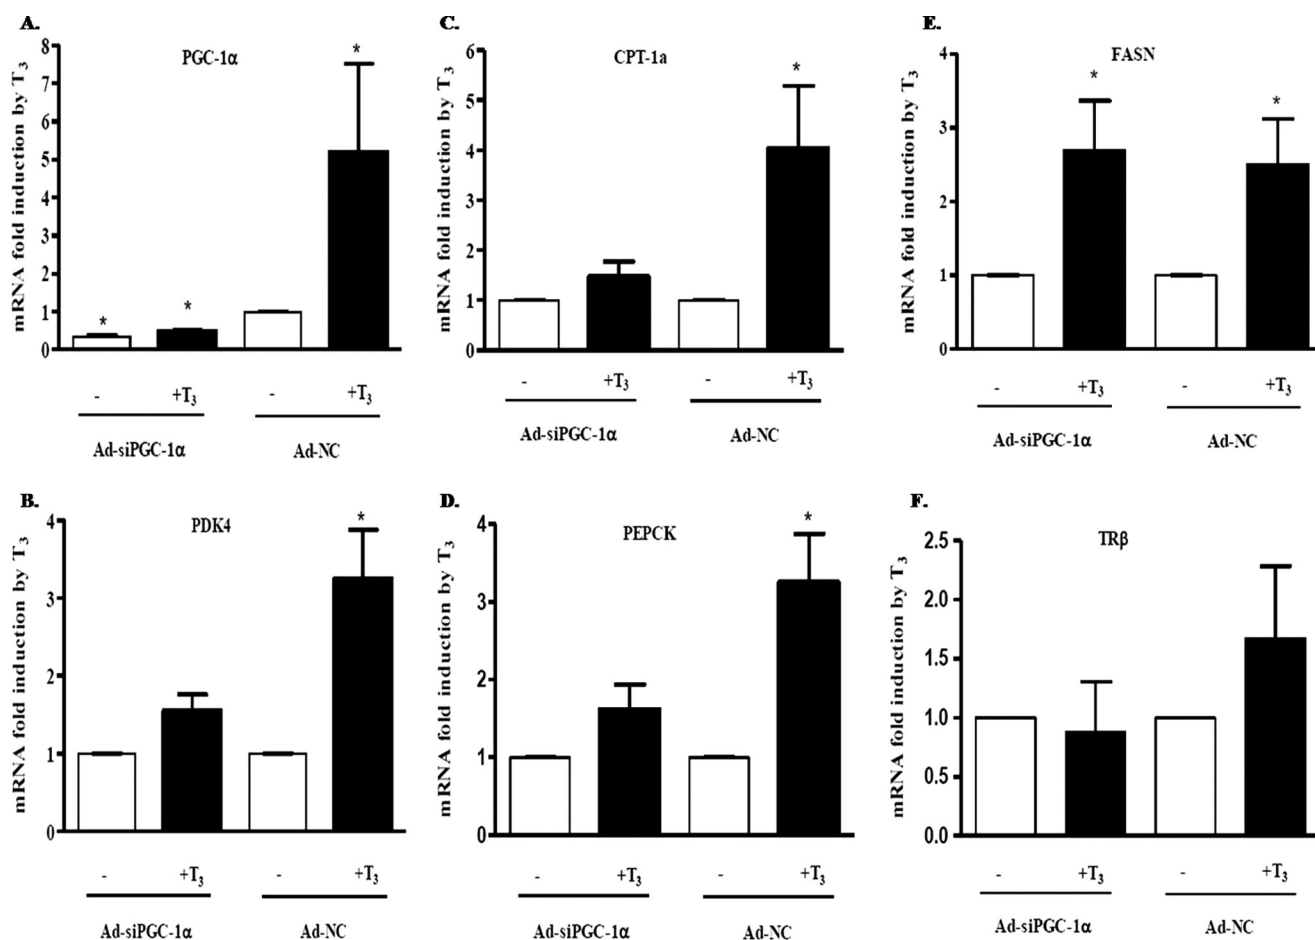 A.
PGC-1α
mRNA fold induction by T3
8
7
6
5
4
3
2
1
0
*
*
*
-
+T3
-
+T3
Ad-siPGC-1α
Ad-NC
C.
CPT-1a
mRNA fold induction by T3
6
5
4
3
2
1
0
*
-
+T3
-
+T3
Ad-siPGC-1α
Ad-NC
E.
FASN
mRNA fold induction by T3
4
3
2
1
0
*
*
-
+T3
-
+T3
Ad-siPGC-1α
Ad-NC
B.
PDK4
mRNA fold induction by T3
4
3
2
1
0
*
-
+T3
-
+T3
Ad-siPGC-1α
Ad-NC
D.
PEPCK
mRNA fold induction by T3
4
3
2
1
0
*
-
+T3
-
+T3
Ad-siPGC-1α
Ad-NC
F.
TRβ
mRNA fold induction by T3
2.5
2.0
1.5
1.0
0.5
0.0
-
+T3
-
+T3
Ad-siPGC-1α
Ad-NC